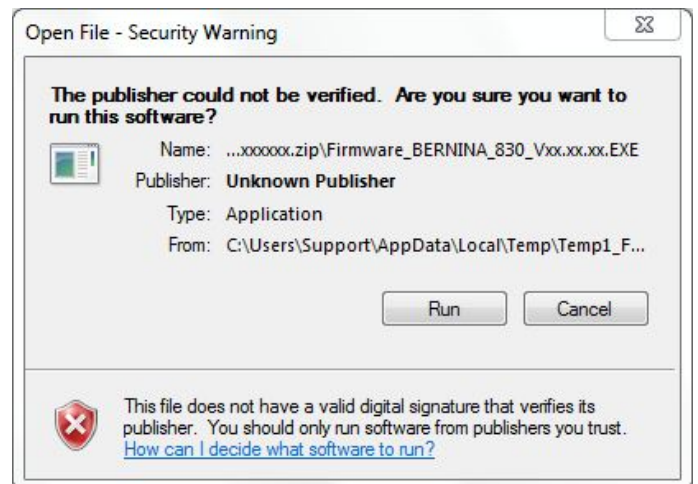 Open File - Security Warning
The publisher could not be verified. Are you sure you want to
run this software?
Name: ...xxxxxx.zip\Firmware_BERNINA_830_Vxx.xx.xx.EXE
Publisher: Unknown Publisher
Type: Application
From: C:\Users\Support\AppData\Local\Temp\Temp1_F...
Run Cancel
This file does not have a valid digital signature that verifies its
publisher. You should only run software from publishers you trust.
How can I decide what software to run?